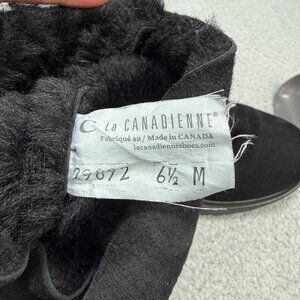 La CANADIENNE®
Fabriqué au / Made in CANADA
lacanadienneshoes.com
29872 6½ M